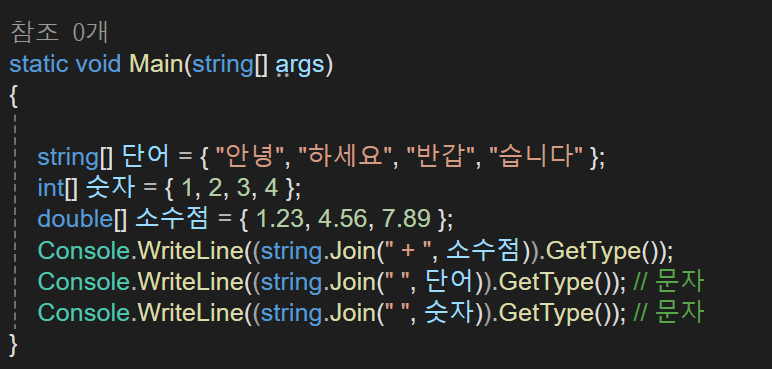 참조 0개
static void Main(string[] args)
{
string[] 단어 = { "안녕", "하세요", "반갑", "습니다" };
int[] 숫자 = { 1, 2, 3, 4 };
double[] 소수점 = { 1.23, 4.56, 7.89 };
Console.WriteLine((string.Join(" + ", 소수점)).GetType());
Console.WriteLine((string.Join(" ", 단어)).GetType()); // 문자
Console.WriteLine((string.Join(" ", 숫자)).GetType()); // 문자
}